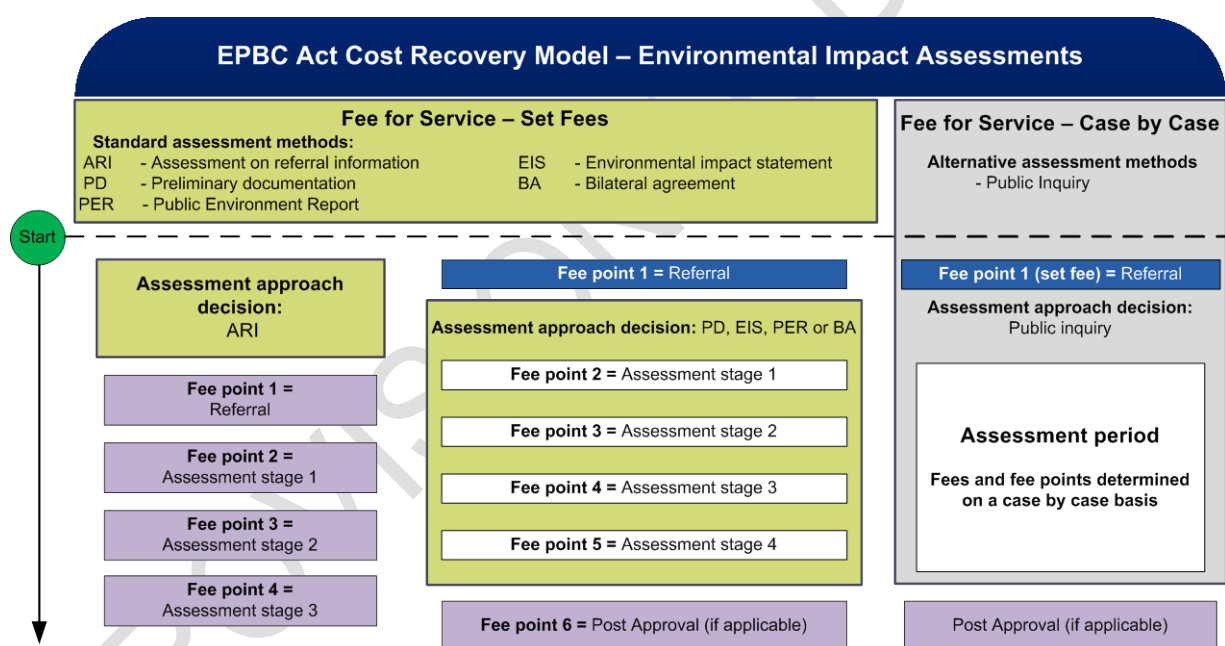 EPBC Act Cost Recovery Model – Environmental Impact Assessments
Fee for Service – Set Fees
Standard assessment methods:
ARI - Assessment on referral information
PD - Preliminary documentation
PER - Public Environment Report
EIS - Environmental impact statement
BA - Bilateral agreement
Fee for Service – Case by Case
Alternative assessment methods
- Public Inquiry
Start
Assessment approach
decision:
ARI
Fee point 1 =
Referral
Fee point 2 =
Assessment stage 1
Fee point 3 =
Assessment stage 2
Fee point 4 =
Assessment stage 3
Fee point 1 = Referral
Assessment approach decision: PD, EIS, PER or BA
Fee point 2 = Assessment stage 1
Fee point 3 = Assessment stage 2
Fee point 4 = Assessment stage 3
Fee point 5 = Assessment stage 4
Fee point 6 = Post Approval (if applicable)
Fee point 1 (set fee) = Referral
Assessment approach decision:
Public inquiry
Assessment period
Fees and fee points determined
on a case by case basis
Post Approval (if applicable)